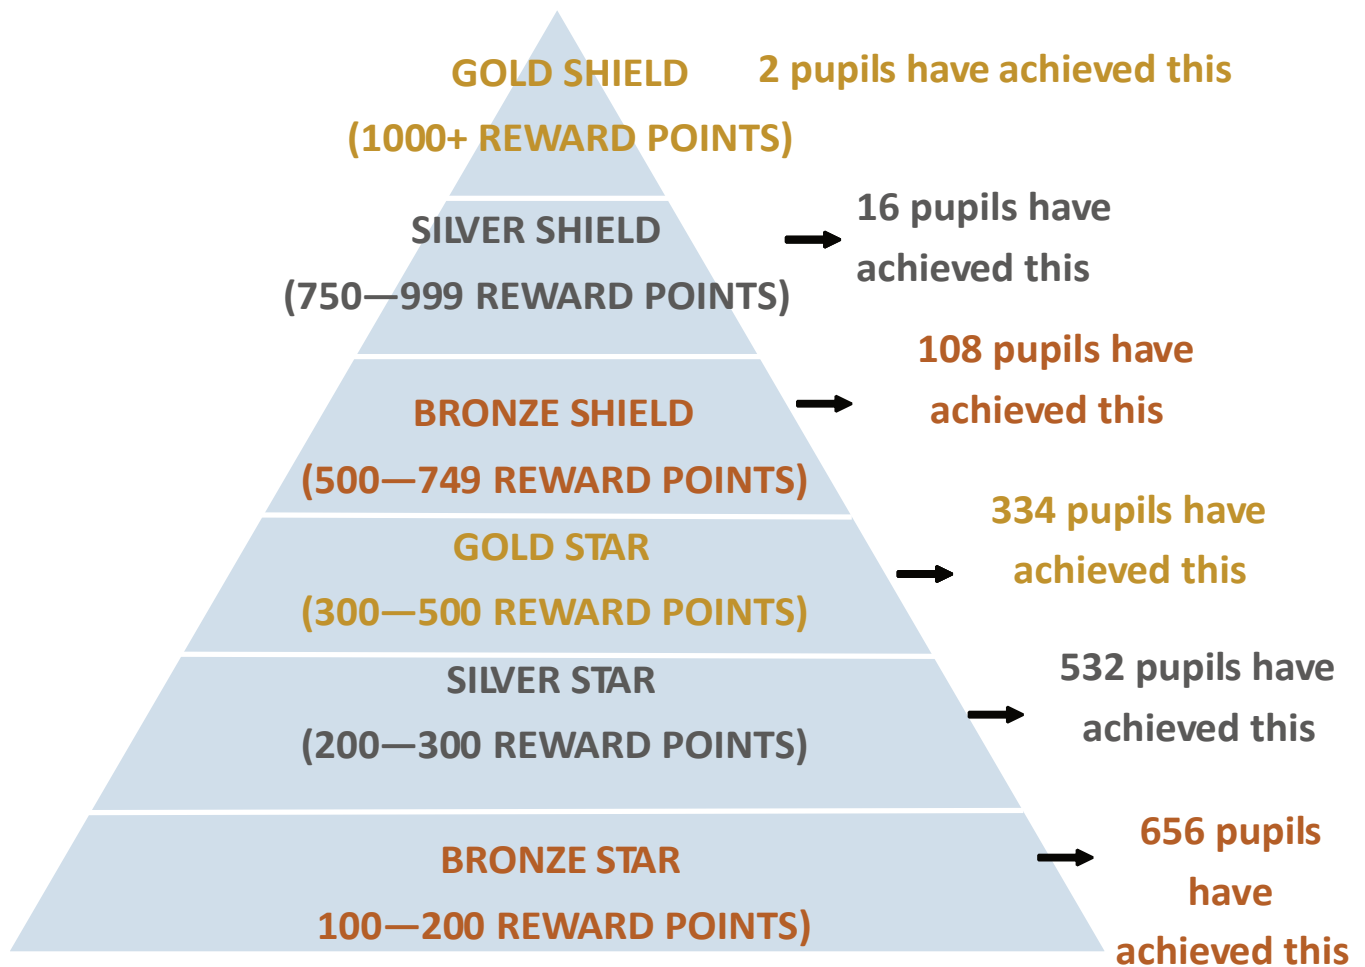 GOLD SHIELD
2 pupils have achieved this
(1000+ REWARD POINTS)
SILVER SHIELD
(750—999 REWARD POINTS)
16 pupils have
achieved this
BRONZE SHIELD
(500—749 REWARD POINTS)
108 pupils have
achieved this
GOLD STAR
(300—500 REWARD POINTS)
334 pupils have
achieved this
SILVER STAR
(200—300 REWARD POINTS)
532 pupils have
achieved this
BRONZE STAR
100—200 REWARD POINTS)
656 pupils
have
achieved this